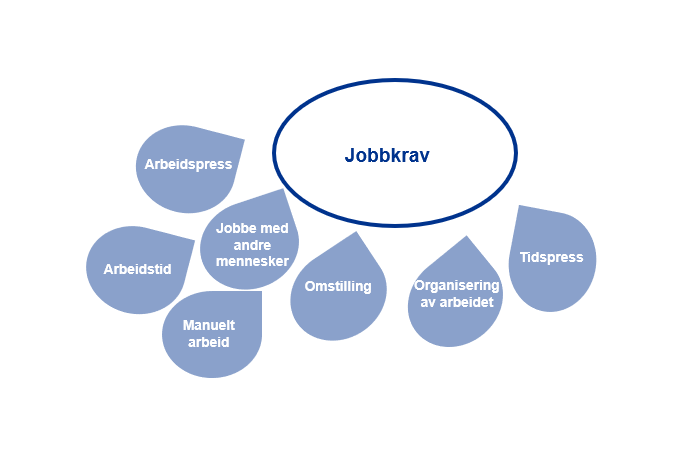 Jobbkrav
Arbeidspress
Jobbe med
andre
mennesker
Arbeidstid
Manuelt
arbeid
Omstilling
Organisering
av arbeidet
Tidspress